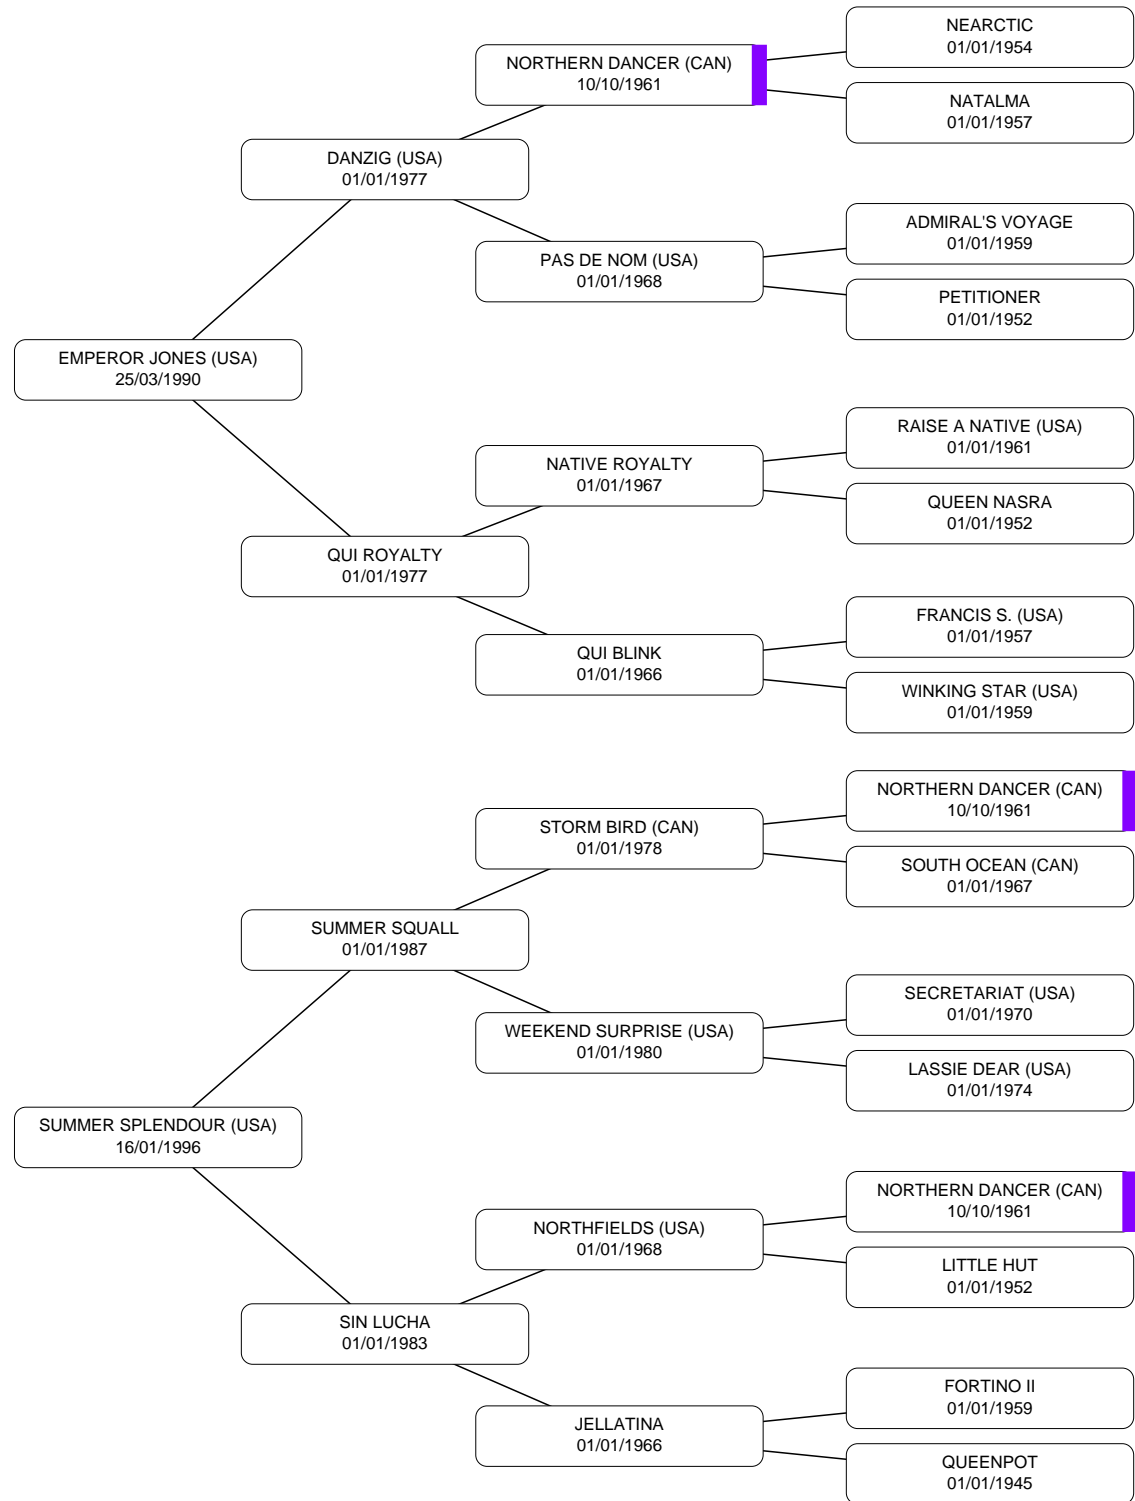 NEARCTIC
01/01/1954
NORTHERN DANCER (CAN)
10/10/1961
NATALMA
01/01/1957
DANZIG (USA)
01/01/1977
ADMIRAL'S VOYAGE
01/01/1959
PAS DE NOM (USA)
01/01/1968
PETITIONER
01/01/1952
EMPEROR JONES (USA)
25/03/1990
RAISE A NATIVE (USA)
01/01/1961
NATIVE ROYALTY
01/01/1967
QUEEN NASRA
01/01/1952
QUI ROYALTY
01/01/1977
FRANCIS S. (USA)
01/01/1957
QUI BLINK
01/01/1966
WINKING STAR (USA)
01/01/1959
NORTHERN DANCER (CAN)
10/10/1961
STORM BIRD (CAN)
01/01/1978
SOUTH OCEAN (CAN)
01/01/1967
SUMMER SQUALL
01/01/1987
SECRETARIAT (USA)
01/01/1970
WEEKEND SURPRISE (USA)
01/01/1980
LASSIE DEAR (USA)
01/01/1974
SUMMER SPLENDOUR (USA)
16/01/1996
NORTHERN DANCER (CAN)
10/10/1961
NORTHFIELDS (USA)
01/01/1968
LITTLE HUT
01/01/1952
SIN LUCHA
01/01/1983
FORTINO II
01/01/1959
JELLATINA
01/01/1966
QUEENPOT
01/01/1945